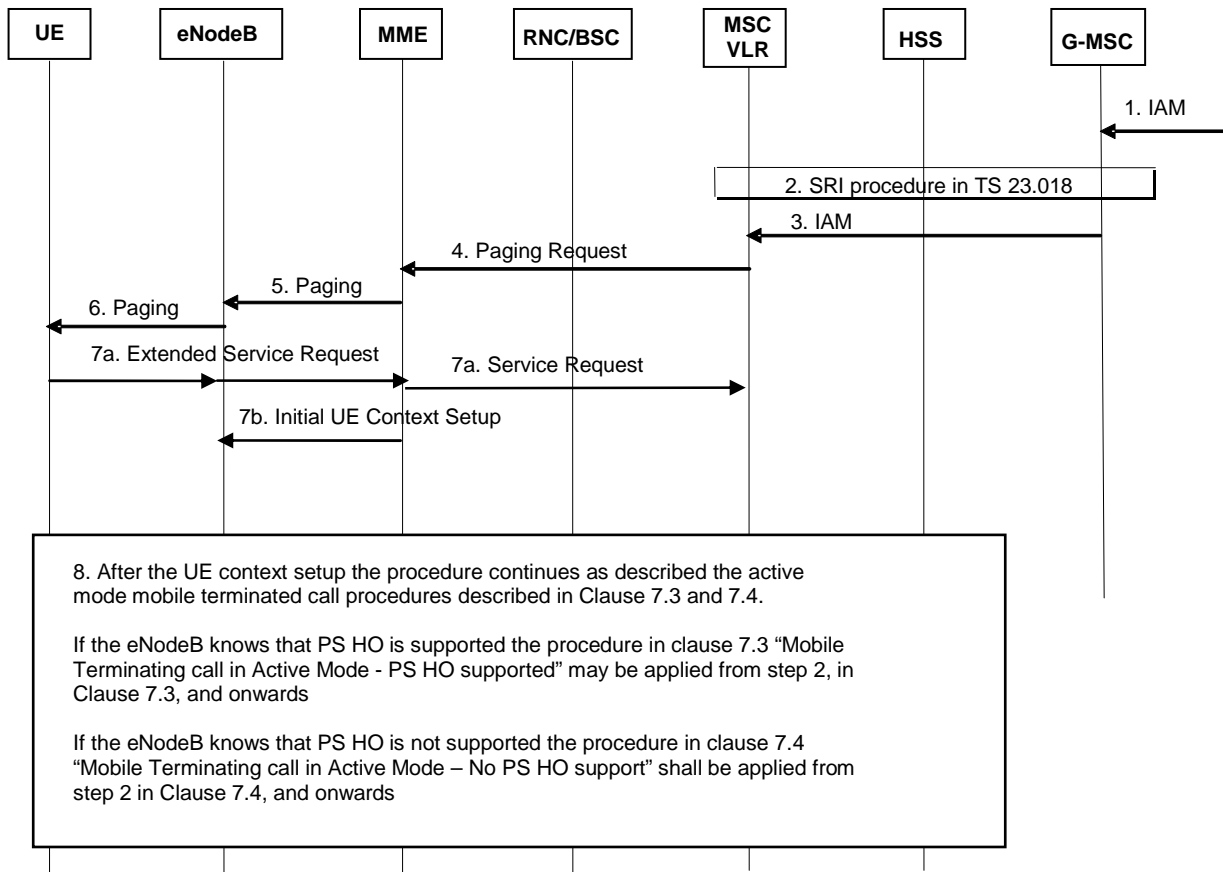 UE
eNodeB
MME
RNC/BSC
MSC
VLR
HSS
G-MSC
1. IAM
2. SRI procedure in TS 23.018
3. IAM
4. Paging Request
5. Paging
6. Paging
7a. Extended Service Request
7a. Service Request
7b. Initial UE Context Setup
8. After the UE context setup the procedure continues as described the active
mode mobile terminated call procedures described in Clause 7.3 and 7.4.
If the eNodeB knows that PS HO is supported the procedure in clause 7.3 “Mobile
Terminating call in Active Mode - PS HO supported” may be applied from step 2, in
Clause 7.3, and onwards
If the eNodeB knows that PS HO is not supported the procedure in clause 7.4
“Mobile Terminating call in Active Mode – No PS HO support” shall be applied from
step 2 in Clause 7.4, and onwards